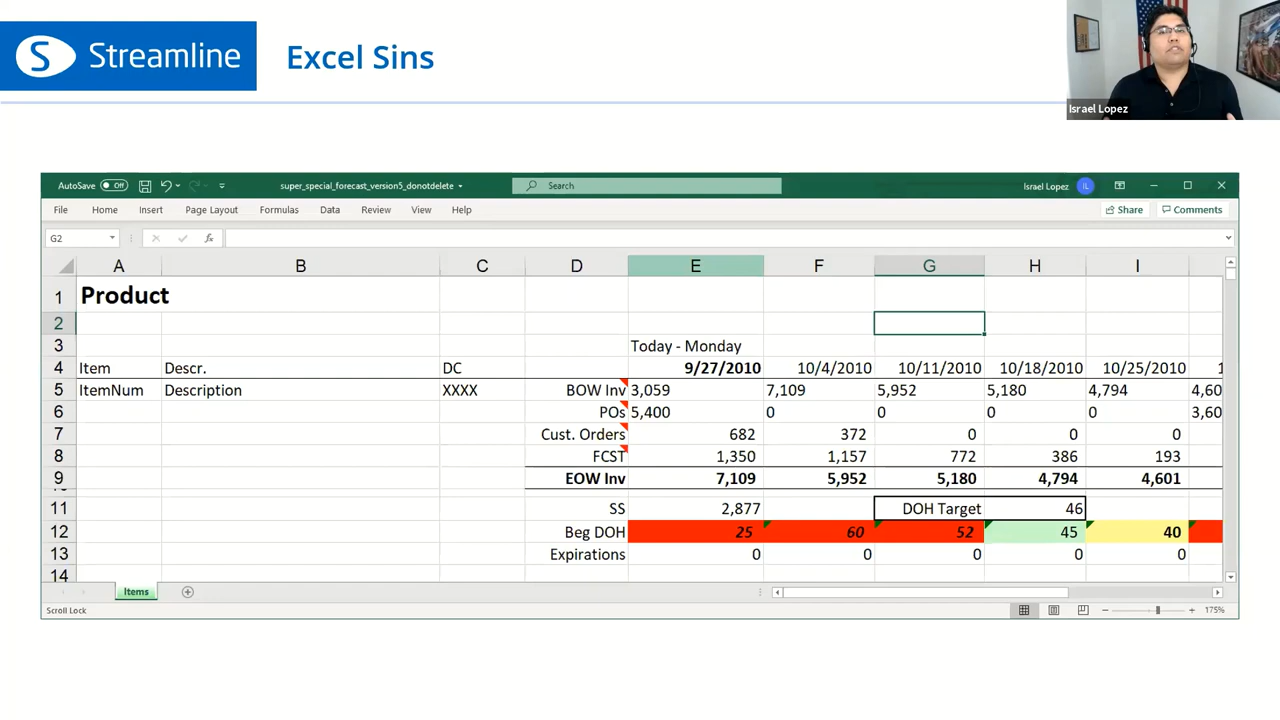 S Streamline
Excel Sins
Israel Lopez
AutoSave Off super_special_forecast_version5_donotdelete Search Israel Lopez IL
File Home Insert Page Layout Formulas Data Review View Help Share Comments
G2 fx
A B C D E F G H I
1 Product
2
3 Today - Monday
4 Item Descr. DC 9/27/2010 10/4/2010 10/11/2010 10/18/2010 10/25/2010 1
5 ItemNum Description XXXX BOW Inv 3,059 7,109 5,952 5,180 4,794 4,60
6 POs 5,400 0 0 0 0 3,60
7 Cust. Orders 682 372 0 0 0
8 FCST 1,350 1,157 772 386 193
9 EOW Inv 7,109 5,952 5,180 4,794 4,601
11 SS 2,877 DOH Target 46
12 Beg DOH 25 60 52 45 40
13 Expirations 0 0 0 0 0
14
Items
Scroll Lock 175%